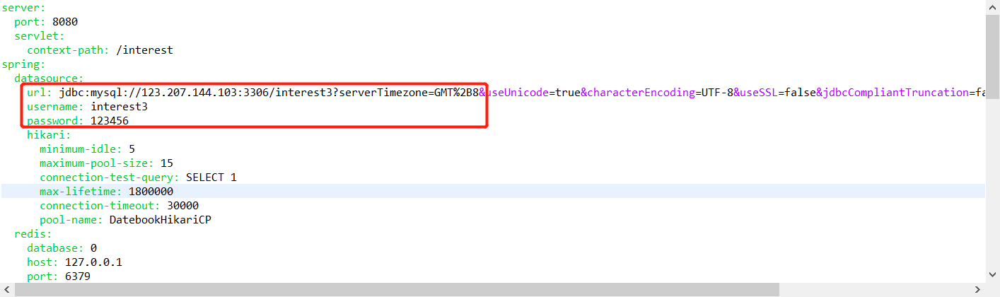 server:
  port: 8080
  servlet:
    context-path: /interest
spring:
  datasource:
    url: jdbc:mysql://123.207.144.103:3306/interest3?serverTimezone=GMT%2B8&useUnicode=true&characterEncoding=UTF-8&useSSL=false&jdbcCompliantTruncation=fa
    username: interest3
    password: 123456
    hikari:
      minimum-idle: 5
      maximum-pool-size: 15
      connection-test-query: SELECT 1
      max-lifetime: 1800000
      connection-timeout: 30000
      pool-name: DatebookHikariCP
  redis:
    database: 0
    host: 127.0.0.1
    port: 6379